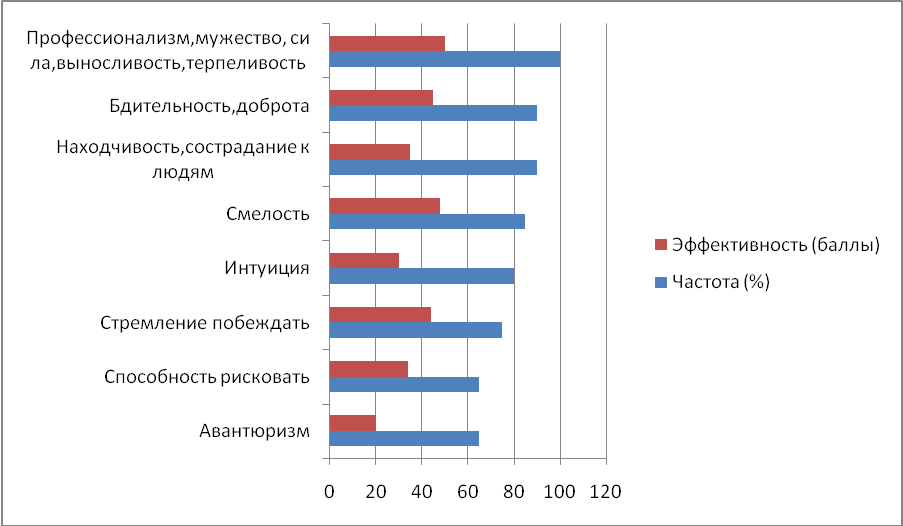 Профессионализм,мужество, си
ла,выносливость,терпеливость
Бдительность,доброта
Находчивость,сострадание к
людям
Смелость
Интуиция
Стремление побеждать
Способность рисковать
Авантюризм
0 20 40 60 80 100 120
Эффективность (баллы)
Частота (%)